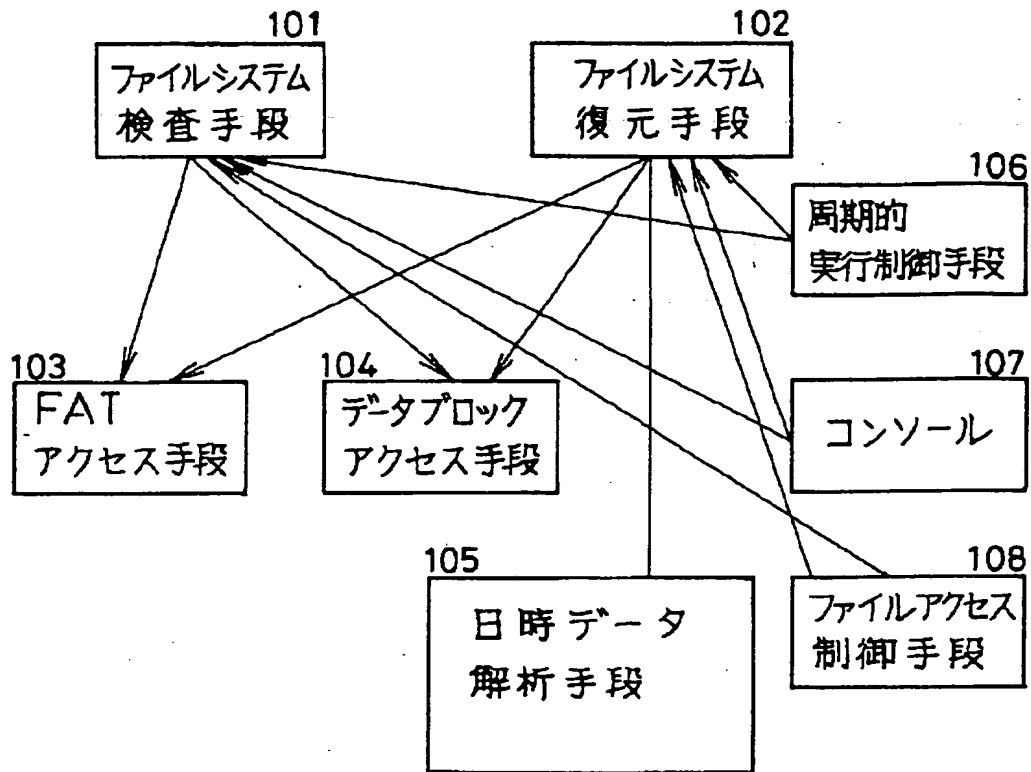 101
ファイルシステム
検査手段
102
ファイルシステム
復元手段
106
周期的
実行制御手段
103
FAT
アクセス手段
104
データブロック
アクセス手段
107
コンソール
105
日時データ
解析手段
108
ファイルアクセス
制御手段